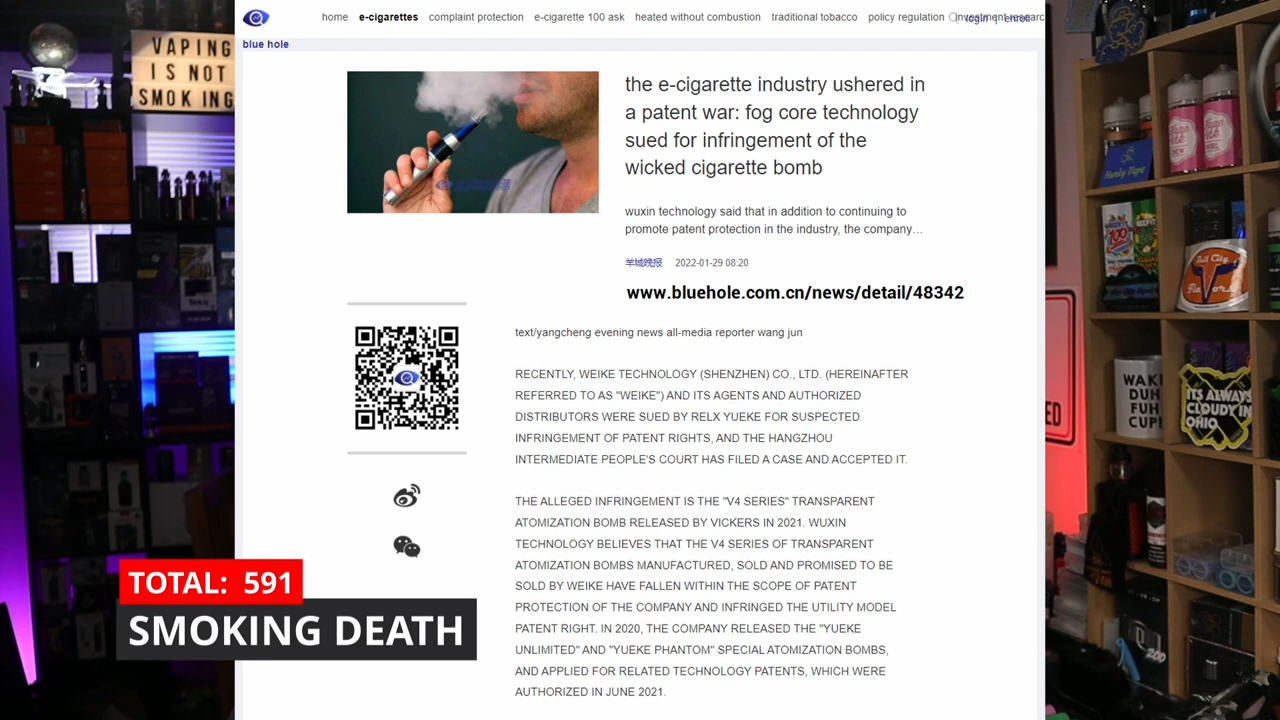 VAPING
IS NOT
SMOKING
home e-cigarettes complaint protection e-cigarette 100 ask heated without combustion traditional tobacco policy regulation
blue hole
the e-cigarette industry ushered in
a patent war: fog core technology
sued for infringement of the
wicked cigarette bomb
wuxin technology said that in addition to continuing to
promote patent protection in the industry, the company...
羊城晚报 2022-01-29 08:20
www.bluehole.com.cn/news/detail/48342
text/yangcheng evening news all-media reporter wang jun
RECENTLY, WEIKE TECHNOLOGY (SHENZHEN) CO., LTD. (HEREINAFTER
REFERRED TO AS "WEIKE") AND ITS AGENTS AND AUTHORIZED
DISTRIBUTORS WERE SUED BY RELX YUEKE FOR SUSPECTED
INFRINGEMENT OF PATENT RIGHTS, AND THE HANGZHOU
INTERMEDIATE PEOPLE'S COURT HAS FILED A CASE AND ACCEPTED IT.
THE ALLEGED INFRINGEMENT IS THE "V4 SERIES" TRANSPARENT
ATOMIZATION BOMB RELEASED BY VICKERS IN 2021. WUXIN
TECHNOLOGY BELIEVES THAT THE V4 SERIES OF TRANSPARENT
ATOMIZATION BOMBS MANUFACTURED, SOLD AND PROMISED TO BE
SOLD BY WEIKE HAVE FALLEN WITHIN THE SCOPE OF PATENT
PROTECTION OF THE COMPANY AND INFRINGED THE UTILITY MODEL
PATENT RIGHT. IN 2020, THE COMPANY RELEASED THE "YUEKE
UNLIMITED" AND "YUEKE PHANTOM" SPECIAL ATOMIZATION BOMBS,
AND APPLIED FOR RELATED TECHNOLOGY PATENTS, WHICH WERE
AUTHORIZED IN JUNE 2021.
TOTAL: 591
SMOKING DEATH
WAKE
DUH
FUH
CUP!
ITS ALWAYS
CLOUDY IN
OHIO
200